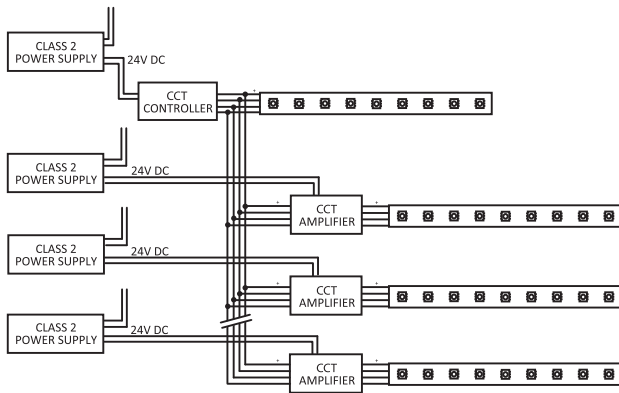 CLASS 2
POWER SUPPLY
24V DC
CCT
CONTROLLER
+
CLASS 2
POWER SUPPLY
24V DC
+
CCT
AMPLIFIER
+
CLASS 2
POWER SUPPLY
24V DC
+
CCT
AMPLIFIER
+
CLASS 2
POWER SUPPLY
24V DC
+
CCT
AMPLIFIER
+